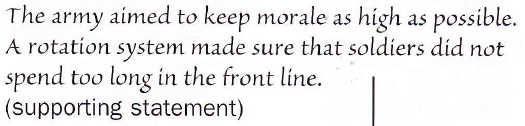 The army aimed to keep morale as high as possible.
A rotation system made sure that soldiers did not
spend too long in the front line.
(supporting statement)